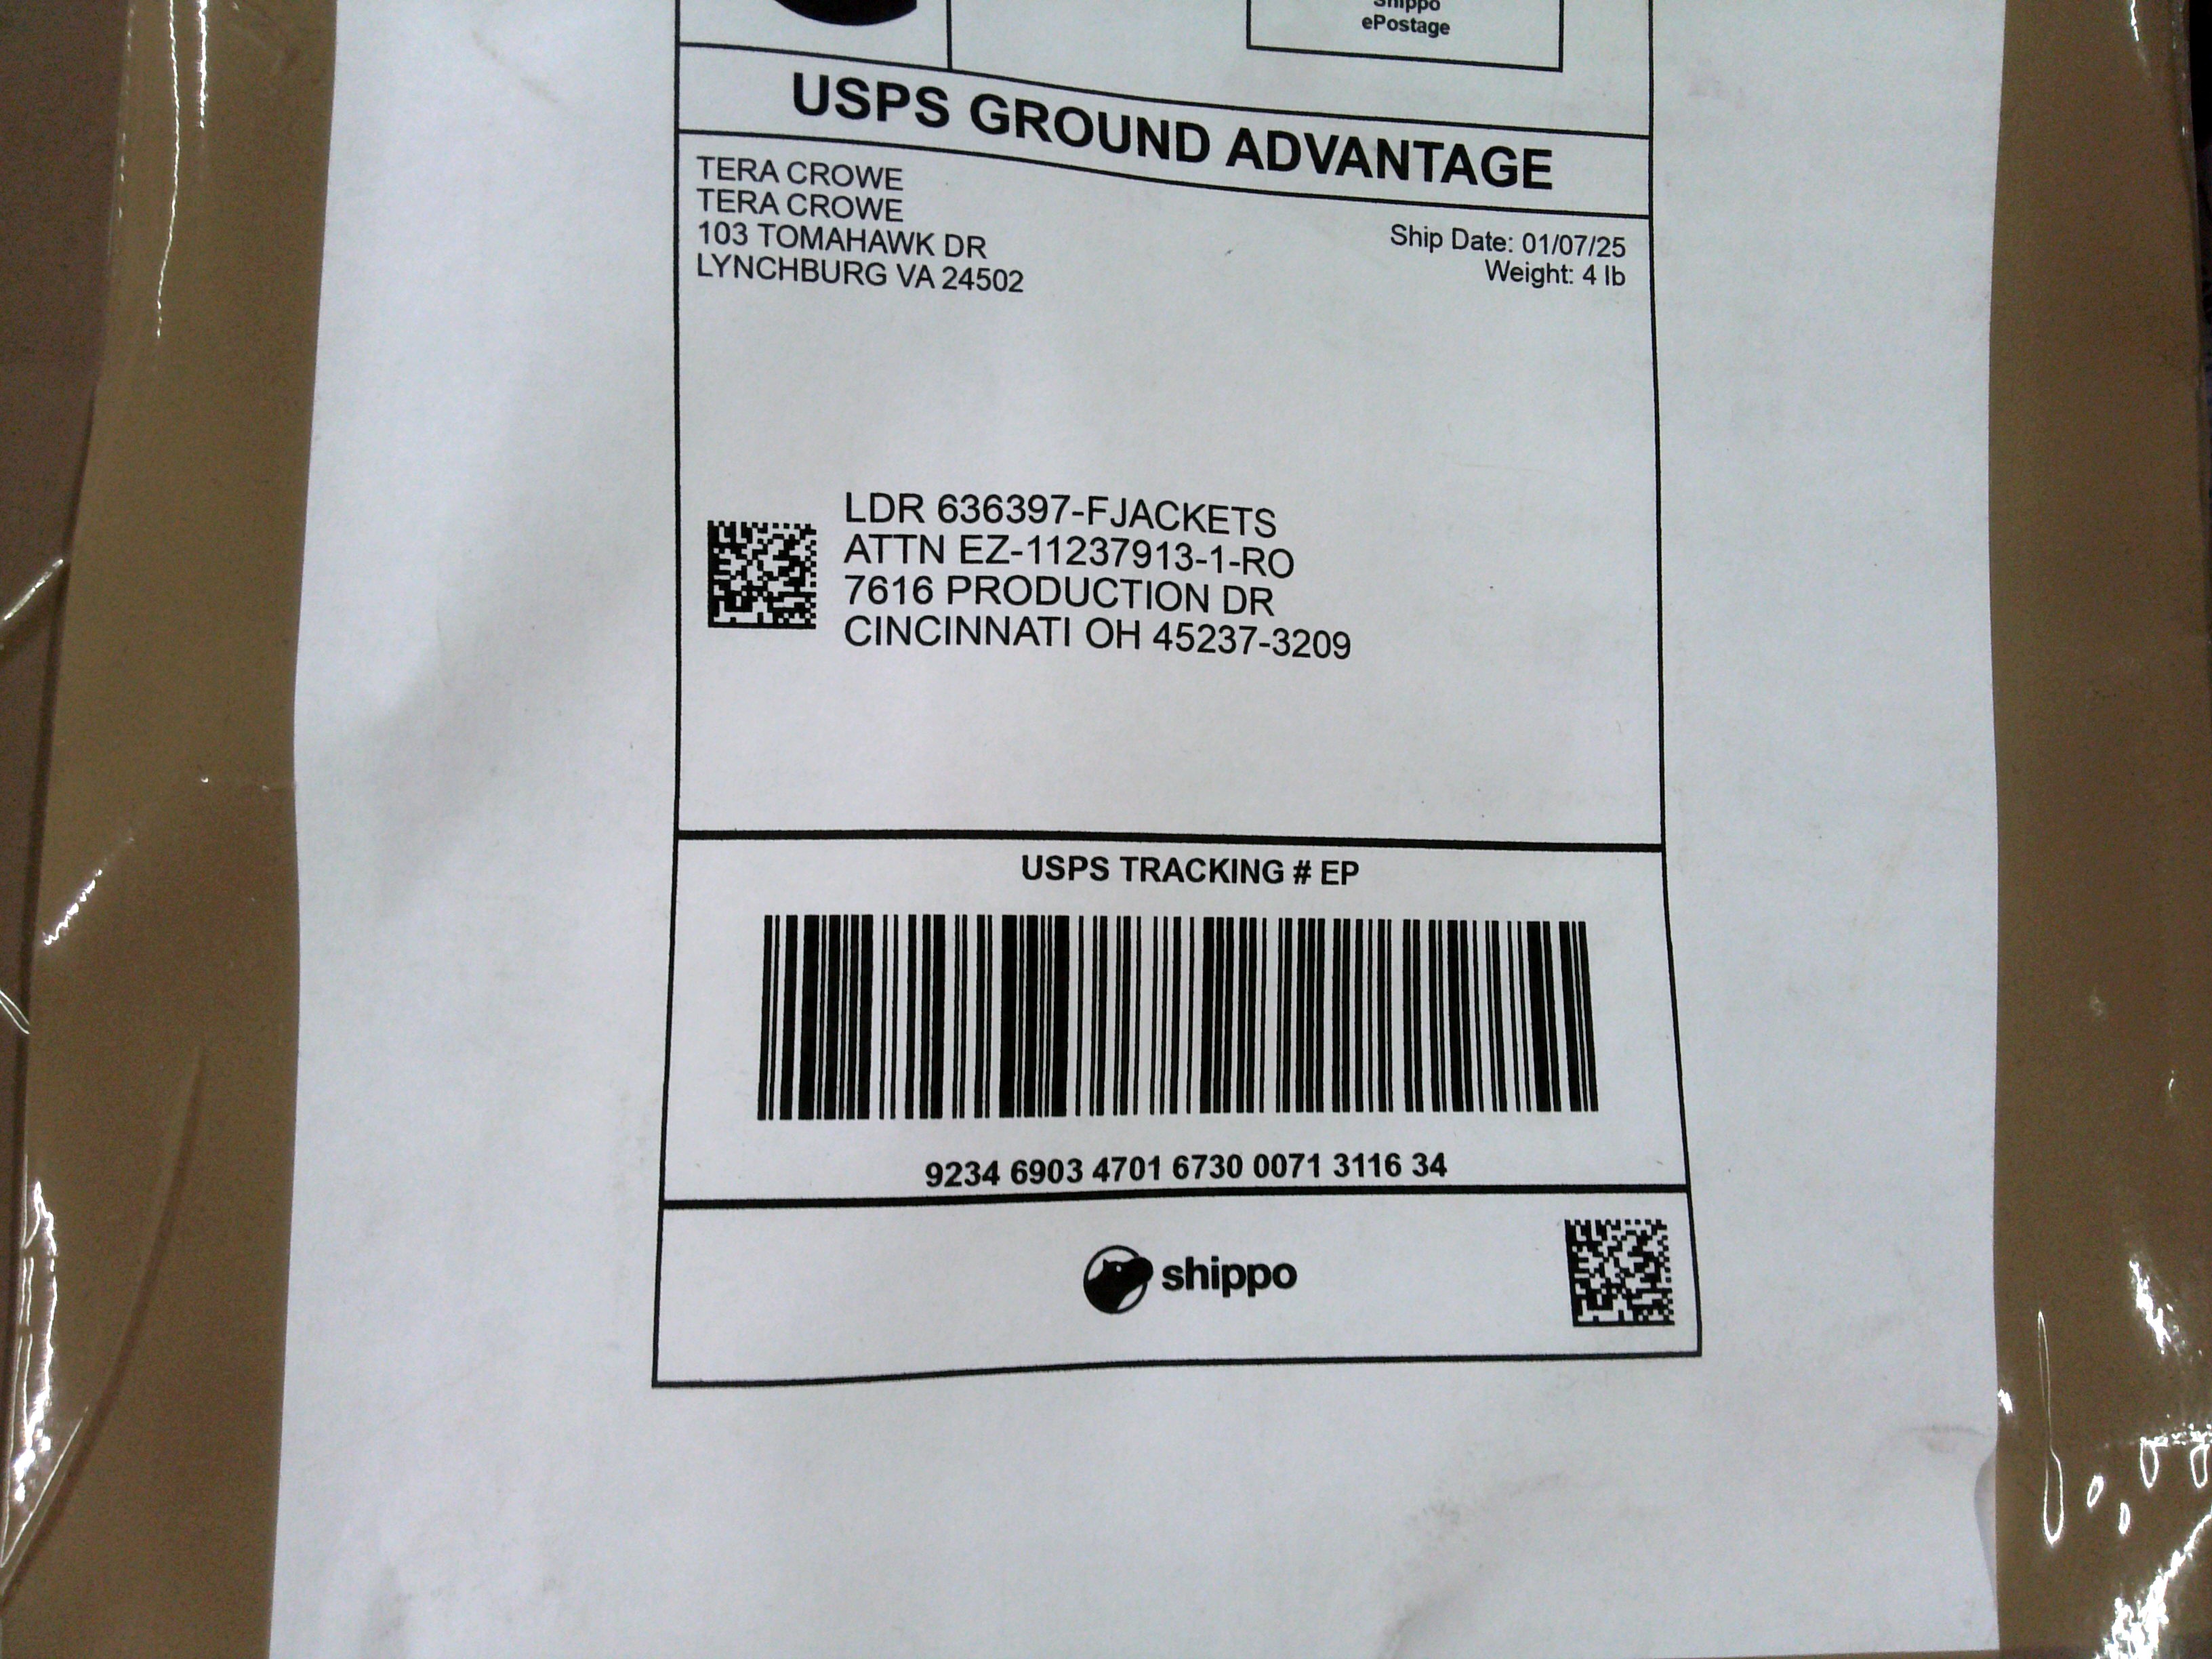 Shippo
ePostage
USPS GROUND ADVANTAGE
TERA CROWE
TERA CROWE
103 TOMAHAWK DR
LYNCHBURG VA 24502
Ship Date: 01/07/25
Weight: 4 lb
LDR 636397-FJACKETS
ATTN EZ-11237913-1-RO
7616 PRODUCTION DR
CINCINNATI OH 45237-3209
USPS TRACKING # EP
9234 6903 4701 6730 0071 3116 34
shippo